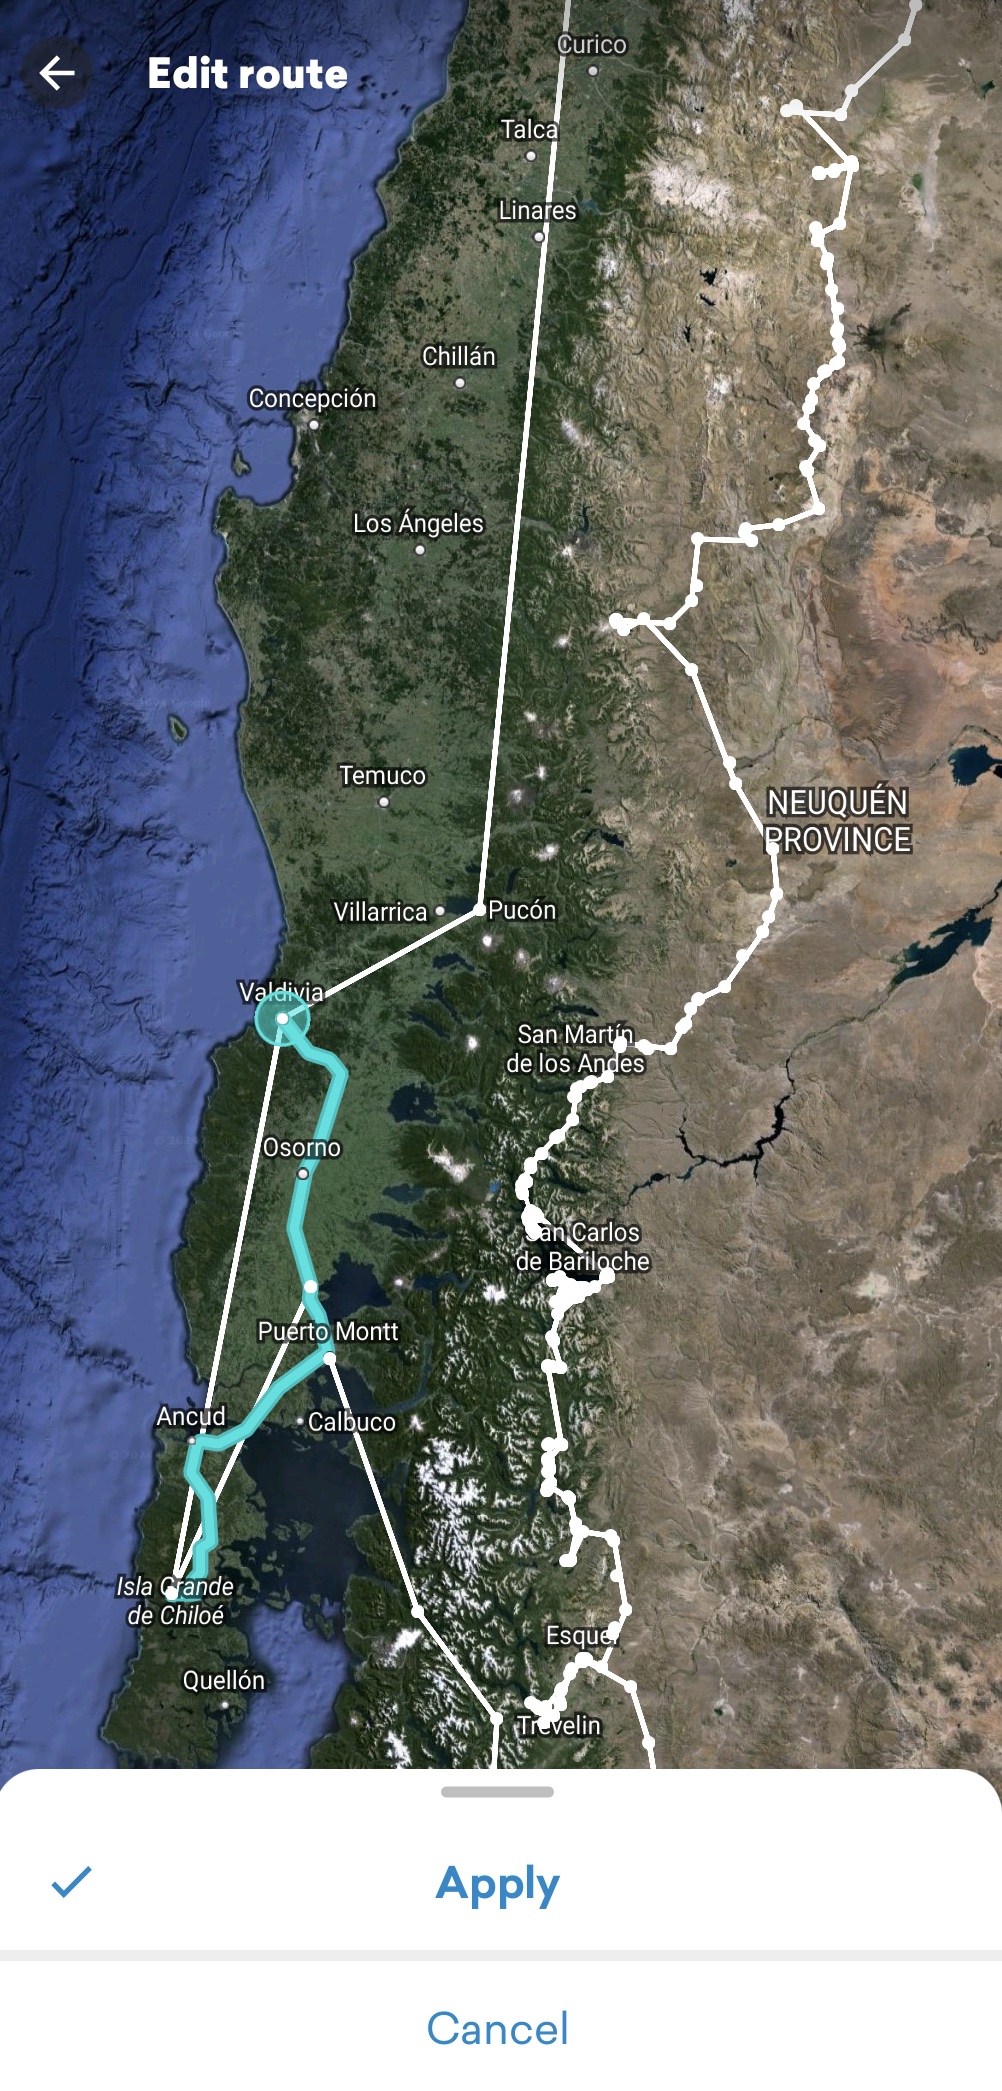 Edit route
Curico
Talca
Linares
Chillán
Concepción
Los Ángeles
Temuco
NEUQUÉN
PROVINCE
Villarrica
Pucón
Valdivia
San Martín
de los Andes
Osorno
San Carlos
de Bariloche
Puerto Montt
Ancud
Calbuco
Isla Grande
de Chiloé
Esquel
Quellón
Trevelin
Apply
Cancel